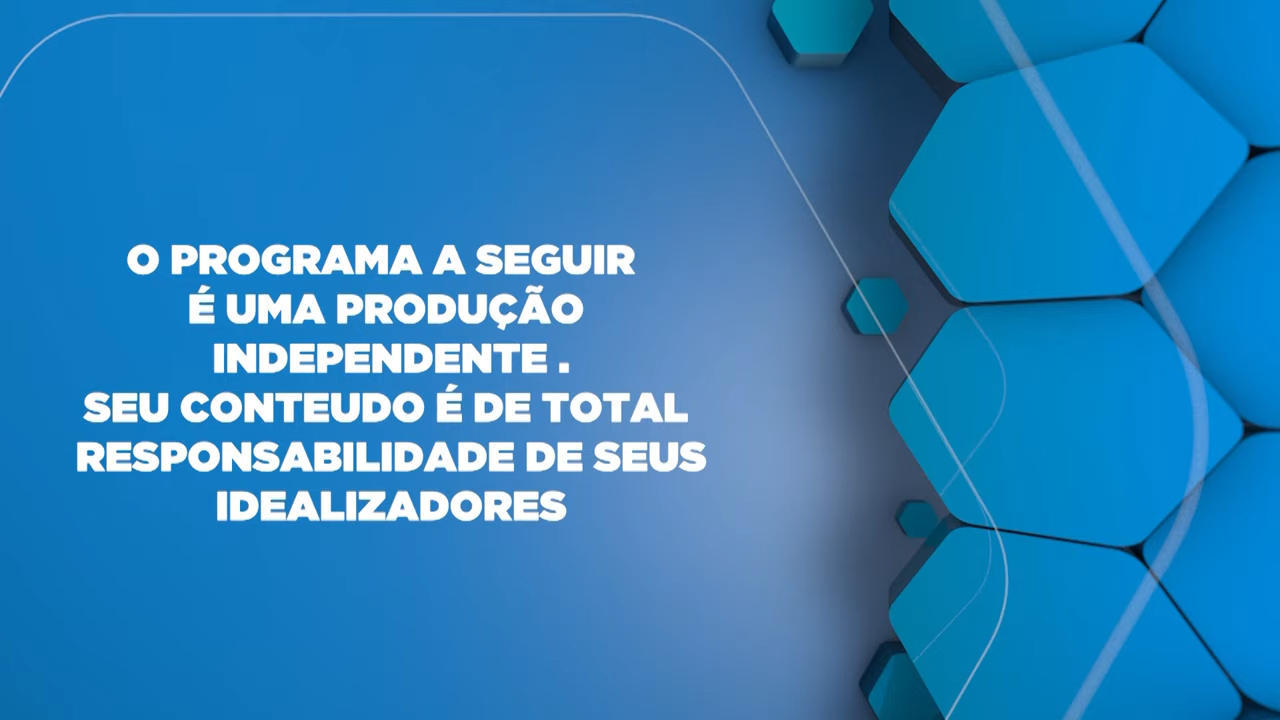 O PROGRAMA A SEGUIR
É UMA PRODUÇÃO
INDEPENDENTE .
SEU CONTEUDO É DE TOTAL
RESPONSABILIDADE DE SEUS
IDEALIZADORES